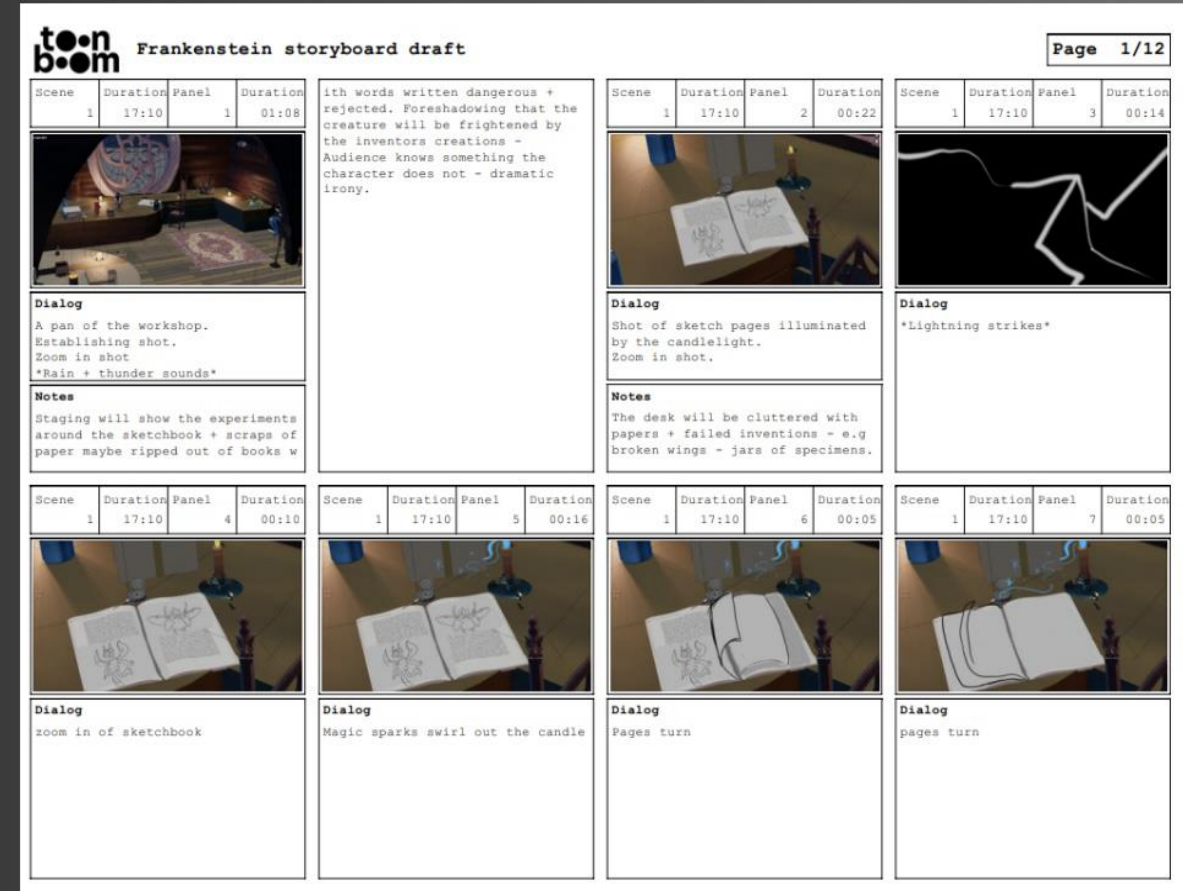 toon
boom
Frankenstein storyboard draft
Page 1/12
Scene Duration Panel Duration
1 17:10 1 01:08
Dialog
A pan of the workshop.
Establishing shot.
Zoom in shot
*Rain + thunder sounds*
Notes
Staging will show the experiments
around the sketchbook + scraps of
paper maybe ripped out of books w
ith words written dangerous +
rejected. Foreshadowing that the
creature will be frightened by
the inventors creations -
Audience knows something the
character does not - dramatic
irony.
Scene Duration Panel Duration
1 17:10 2 00:22
Dialog
Shot of sketch pages illuminated
by the candlelight.
Zoom in shot.
Notes
The desk will be cluttered with
papers + failed inventions - e.g
broken wings - jars of specimens.
Scene Duration Panel Duration
1 17:10 3 00:14
Dialog
*Lightning strikes*
Scene Duration Panel Duration
1 17:10 4 00:10
Dialog
zoom in of sketchbook
Scene Duration Panel Duration
1 17:10 5 00:16
Dialog
Magic sparks swirl out the candle
Scene Duration Panel Duration
1 17:10 6 00:05
Dialog
Pages turn
Scene Duration Panel Duration
1 17:10 7 00:05
Dialog
pages turn